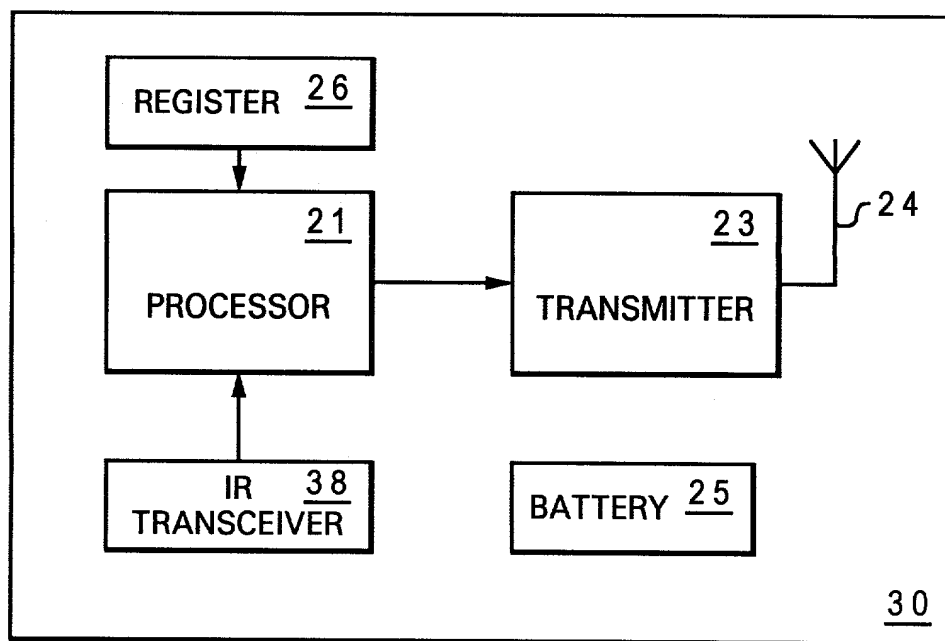 REGISTER 26
21
PROCESSOR
23
TRANSMITTER
24
IR 38
TRANSCEIVER
BATTERY 25
30